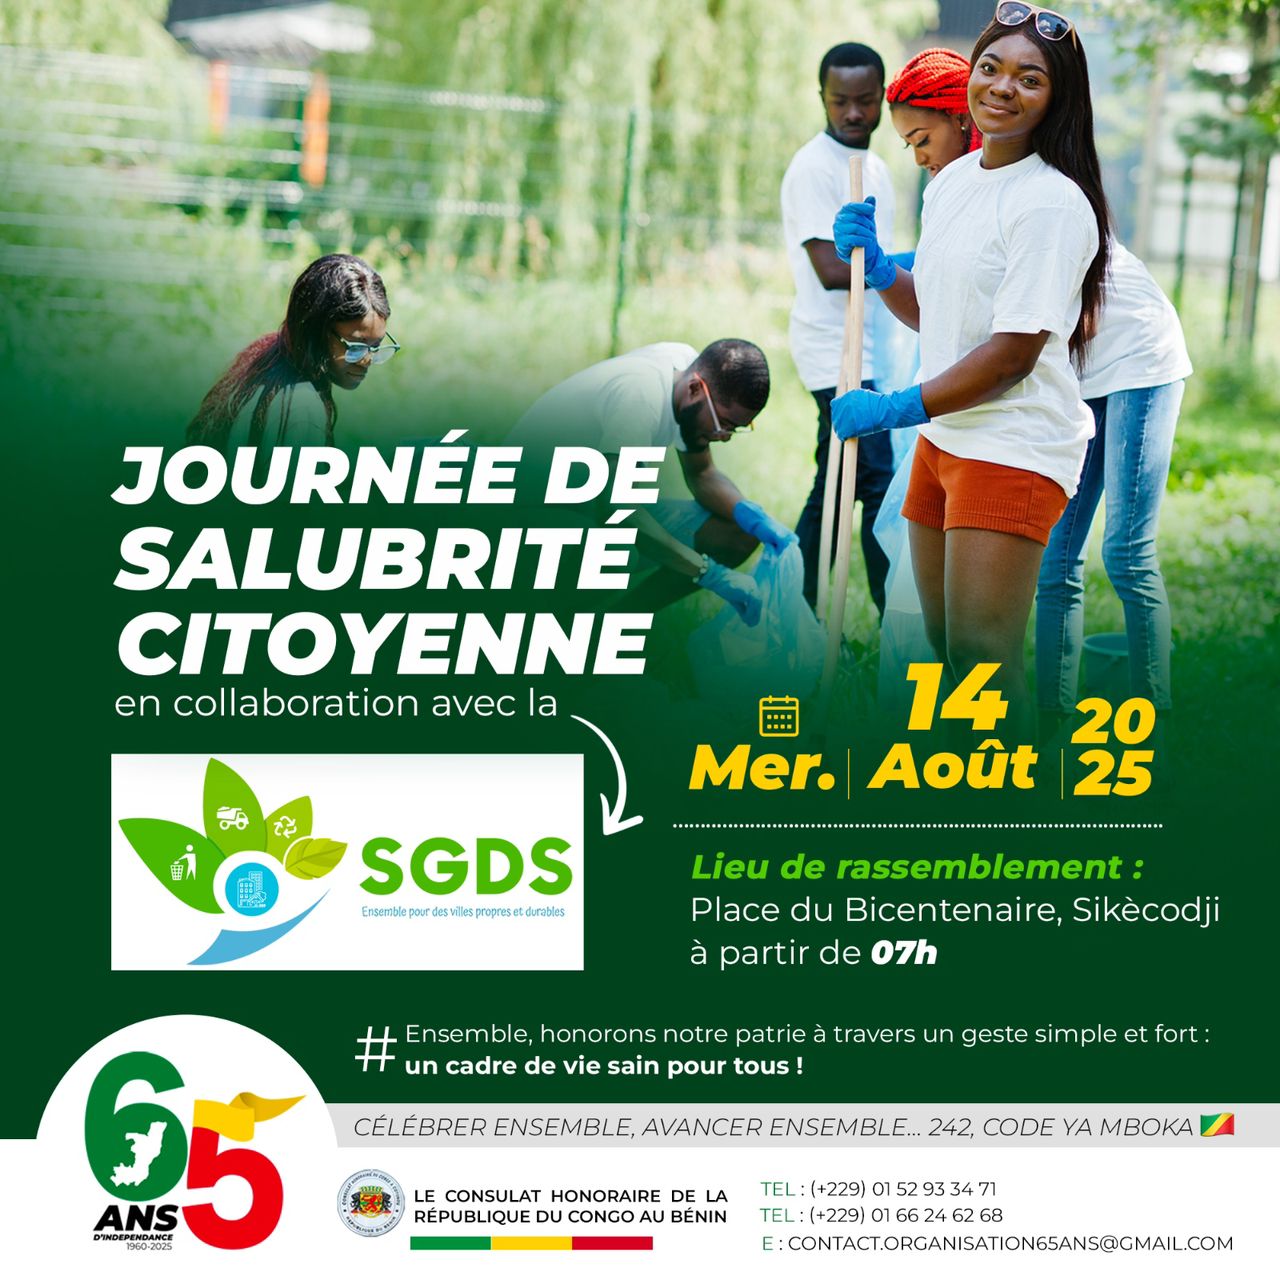 JOURNÉE DE
SALUBRITÉ
CITOYENNE
en collaboration avec la
SGDS
Ensemble pour des villes propres et durables
Mer. 14 Août 2025
Lieu de rassemblement :
Place du Bicentenaire, Sikècodji
à partir de 07h
# Ensemble, honorons notre patrie à travers un geste simple et fort :
un cadre de vie sain pour tous !
65
ANS
D'INDEPENDANCE
1960-2025
CÉLÉBRER ENSEMBLE, AVANCER ENSEMBLE... 242, CODE YA MBOKA
LE CONSULAT HONORAIRE DE LA
RÉPUBLIQUE DU CONGO AU BÉNIN
TEL : (+229) 01 52 93 34 71
TEL : (+229) 01 66 24 62 68
E : CONTACT.ORGANISATION65ANS@GMAIL.COM